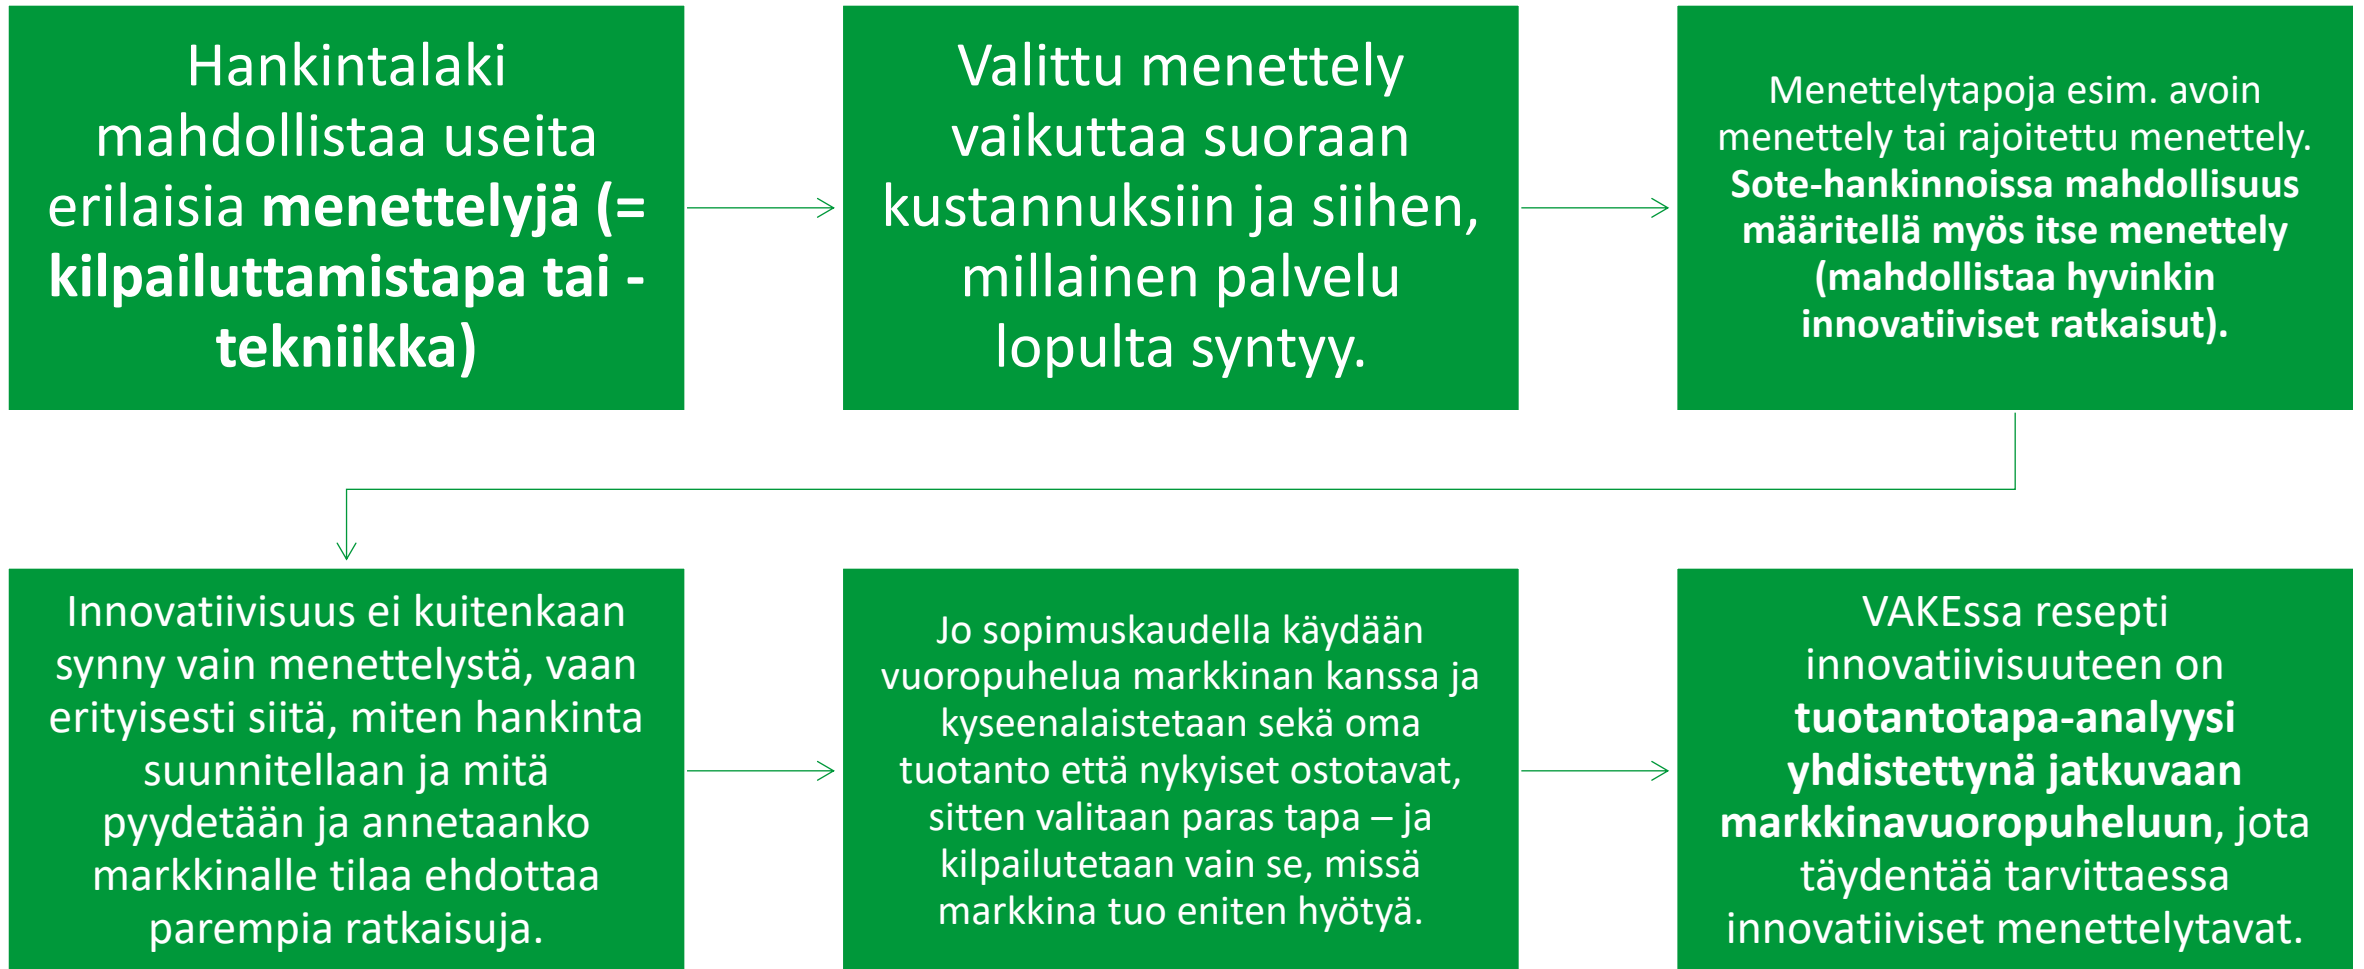 Hankintalaki
mahdollistaa useita
erilaisia menettelyjä (=
kilpailuttamistapa tai -
tekniikka)
Valittu menettely
vaikuttaa suoraan
kustannuksiin ja siihen,
millainen palvelu
lopulta syntyy.
Menettelytapoja esim. avoin
menettely tai rajoitettu menettely.
Sote-hankinnoissa mahdollisuus
määritellä myös itse menettely
(mahdollistaa hyvinkin
innovatiiviset ratkaisut).
Innovatiivisuus ei kuitenkaan
synny vain menettelystä, vaan
erityisesti siitä, miten hankinta
suunnitellaan ja mitä
pyydetään ja annetaanko
markkinalle tilaa ehdottaa
parempia ratkaisuja.
Jo sopimuskaudella käydään
vuoropuhelua markkinan kanssa ja
kyseenalaistetaan sekä oma
tuotanto että nykyiset ostotavat,
sitten valitaan paras tapa – ja
kilpailutetaan vain se, missä
markkina tuo eniten hyötyä.
VAKEssa resepti
innovatiivisuuteen on
tuotantotapa-analyysi
yhdistettynä jatkuvaan
markkinavuoropuheluun, jota
täydentää tarvittaessa
innovatiiviset menettelytavat.